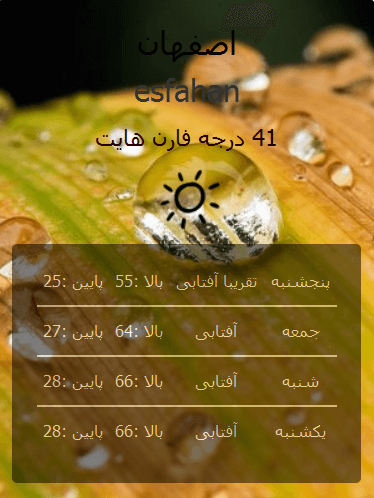 اصفهان
esfahan
41 درجه فارن هایت
پنجشنبه تقریبا آفتابی بالا :55 پایین :25
جمعه آفتابی بالا :64 پایین :27
شنبه آفتابی بالا :66 پایین :28
یکشنبه آفتابی بالا :66 پایین :28